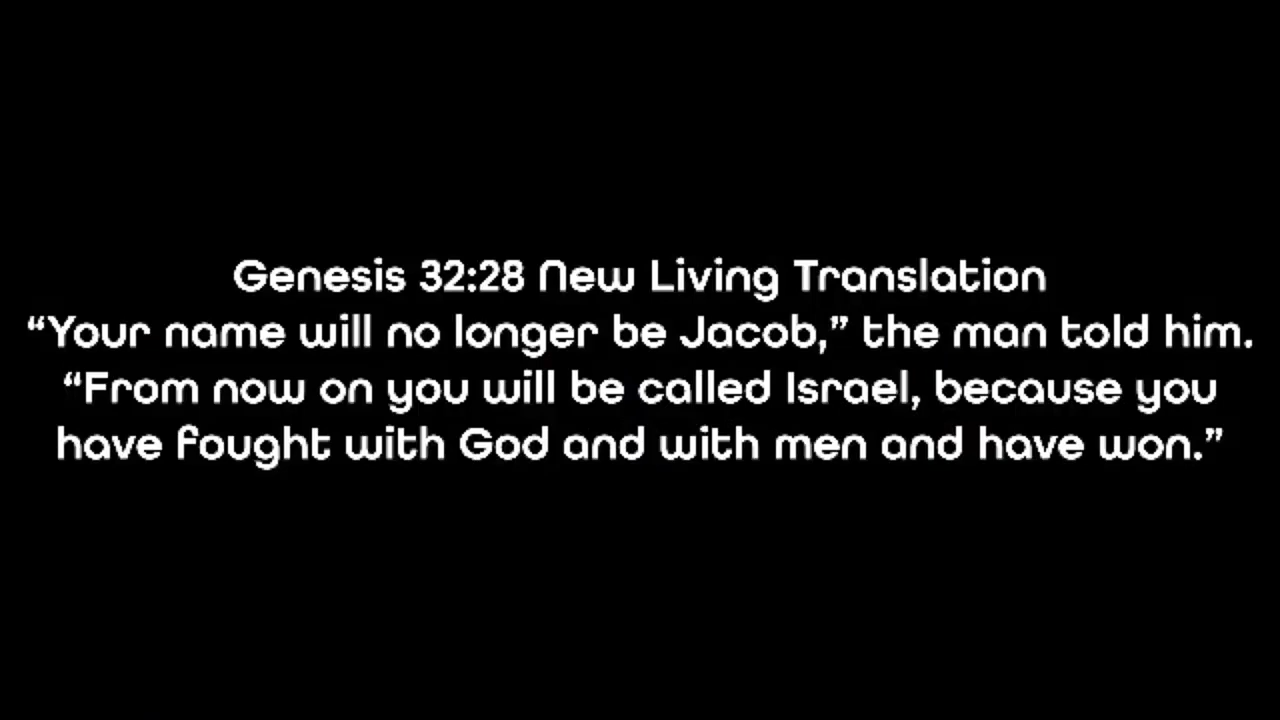 Genesis 32:28 New Living Translation
“Your name will no longer be Jacob,” the man told him.
“From now on you will be called Israel, because you
have fought with God and with men and have won.”